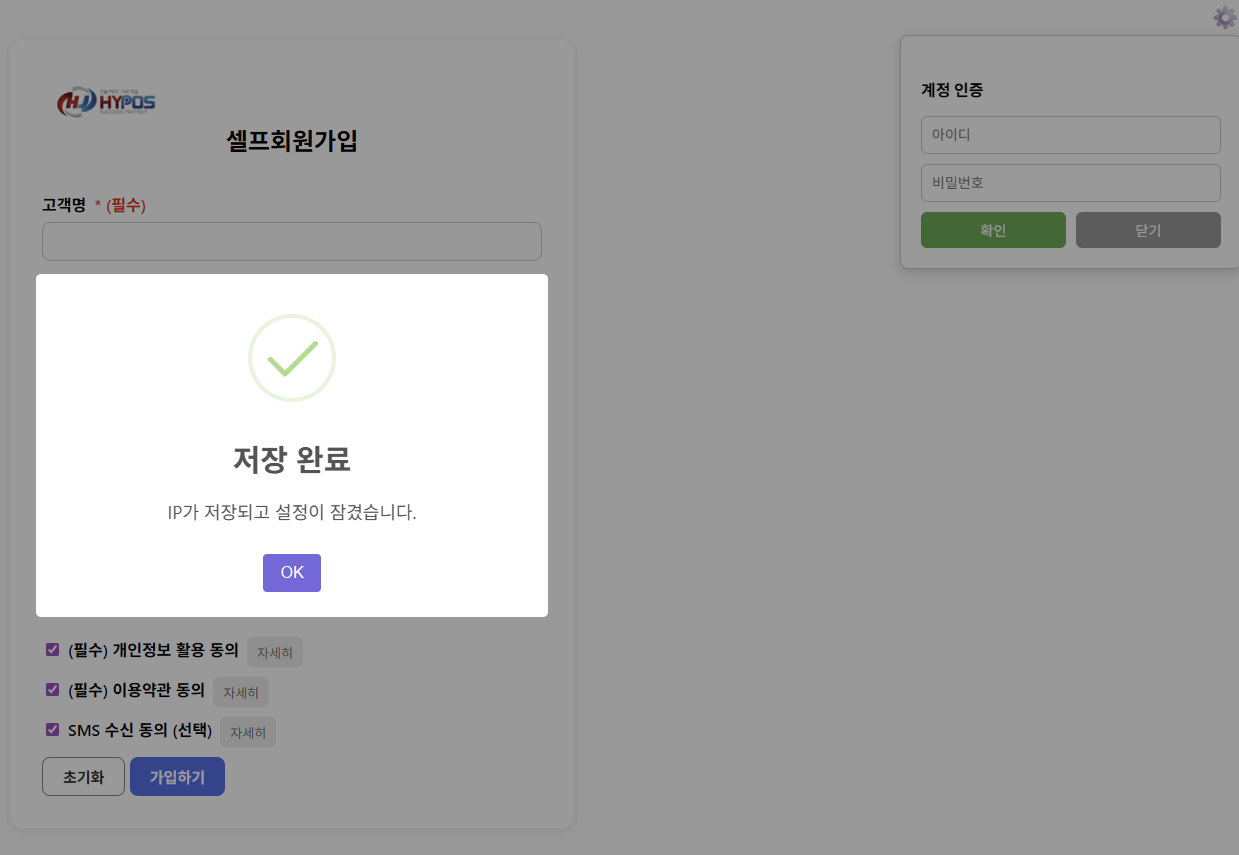 HYPOS
셀프회원가입
고객명 * (필수)
저장 완료
IP가 저장되고 설정이 잠겼습니다.
OK
(필수) 개인정보 활용 동의 자세히
(필수) 이용약관 동의 자세히
SMS 수신 동의 (선택) 자세히
초기화 가입하기
계정 인증
아이디
비밀번호
확인 닫기